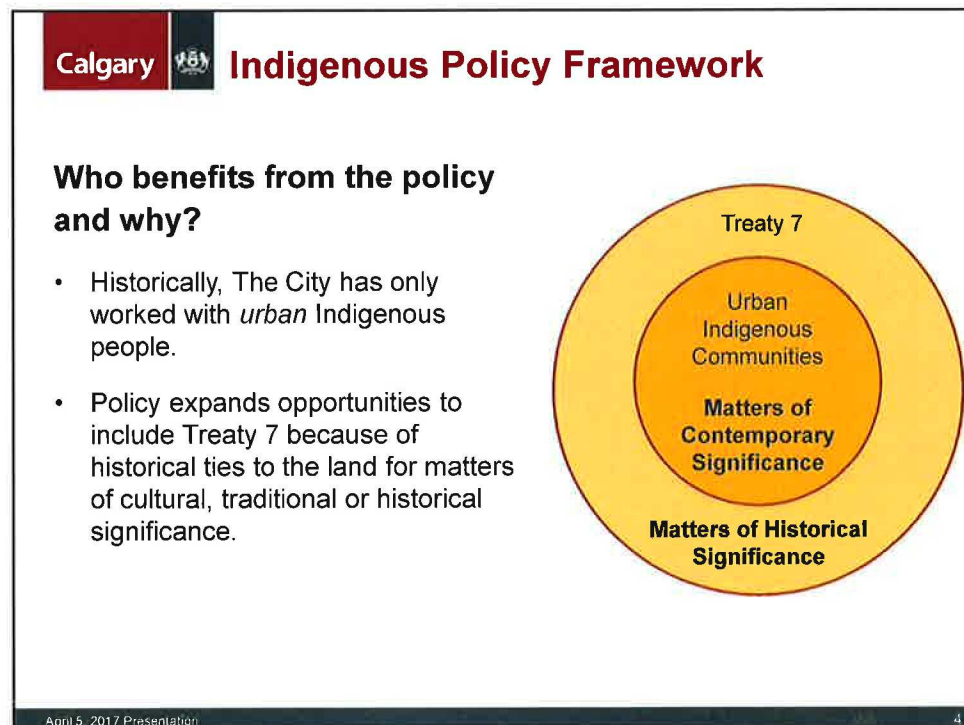 Calgary
Indigenous Policy Framework
Who benefits from the policy
and why?
• Historically, The City has only
worked with urban Indigenous
people.
• Policy expands opportunities to
include Treaty 7 because of
historical ties to the land for matters
of cultural, traditional or historical
significance.
Treaty 7
Urban
Indigenous
Communities
Matters of
Contemporary
Significance
Matters of Historical
Significance
April 5, 2017 Presentation
4